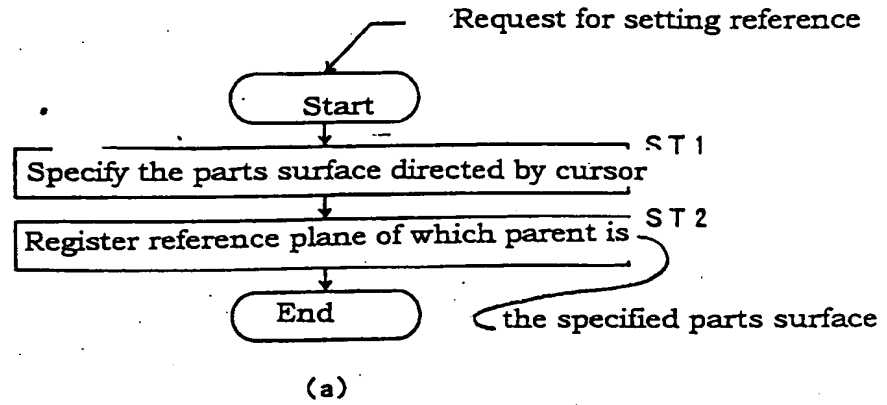 Request for setting reference
Start
ST1
Specify the parts surface directed by cursor
ST2
Register reference plane of which parent is
the specified parts surface
End
(a)